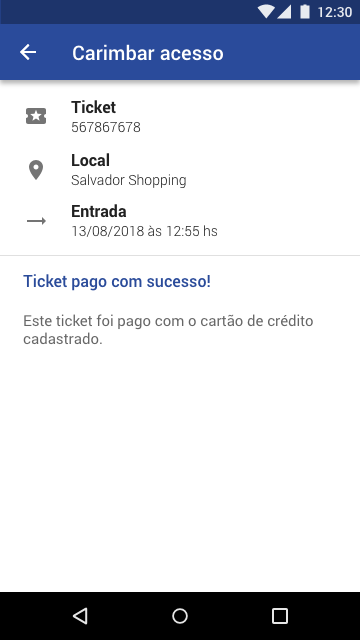 12:30
Carimbar acesso
Ticket
567867678
Local
Salvador Shopping
Entrada
13/08/2018 às 12:55 hs
Ticket pago com sucesso!
Este ticket foi pago com o cartão de crédito
cadastrado.